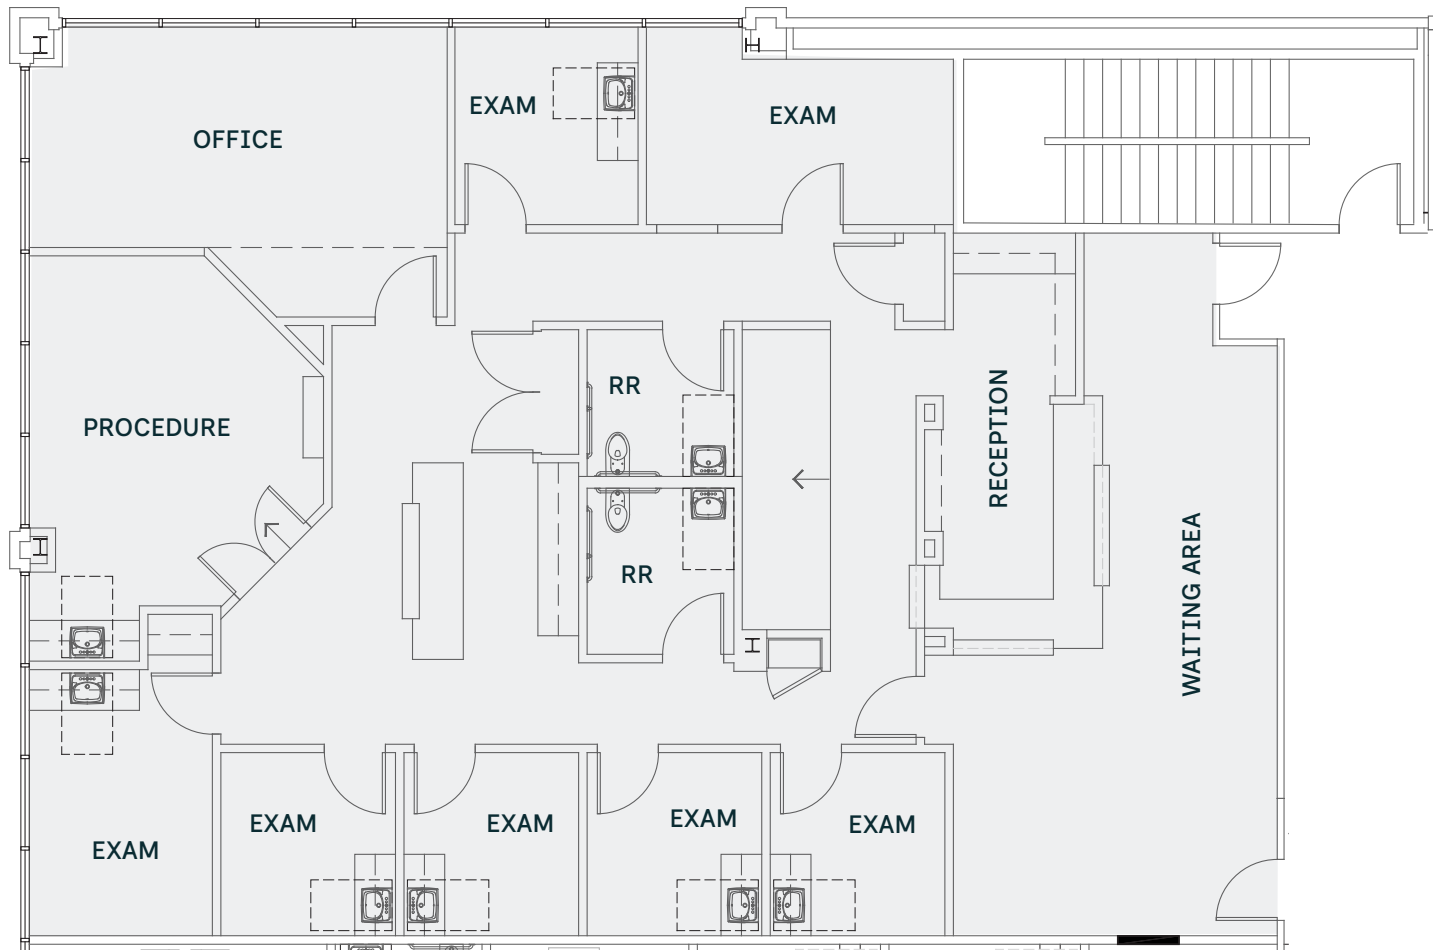 EXAM
EXAM
OFFICE
RR
PROCEDURE
RECEPTION
RR
WAITING AREA
EXAM
EXAM
EXAM
EXAM
EXAM